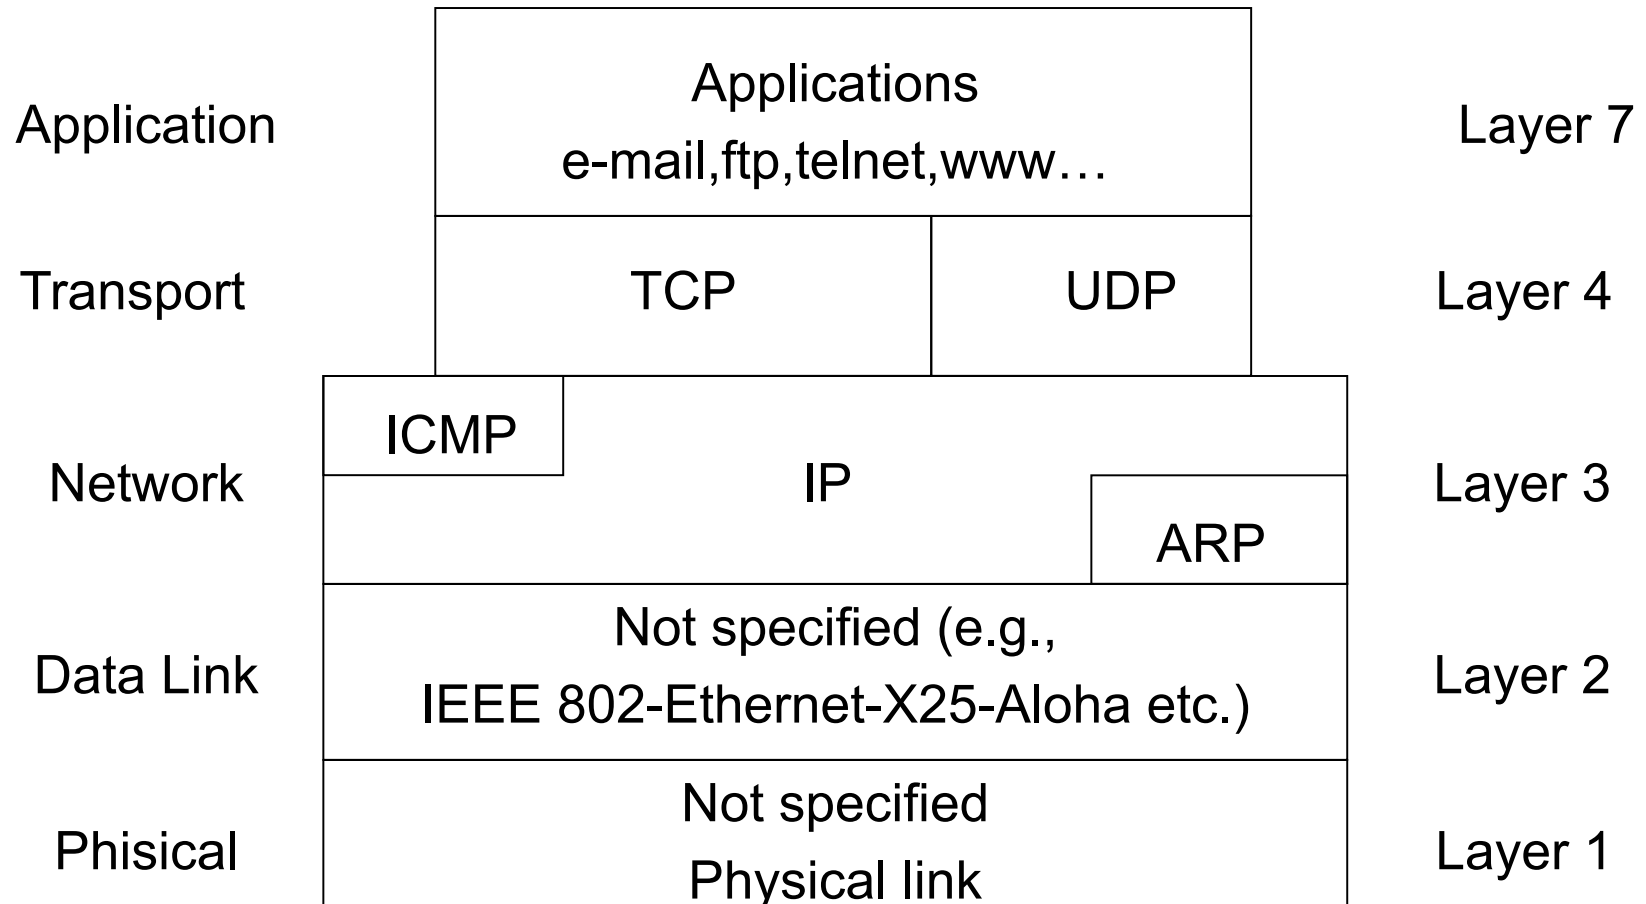 Applications
Application
e-mail,ftp,telnet,www…
Layer 7
Transport
TCP
UDP
Layer 4
ICMP
Network
IP
Layer 3
ARP
Not specified (e.g.,
Data Link
IEEE 802-Ethernet-X25-Aloha etc.)
Layer 2
Not specified
Phisical
Physical link
Layer 1